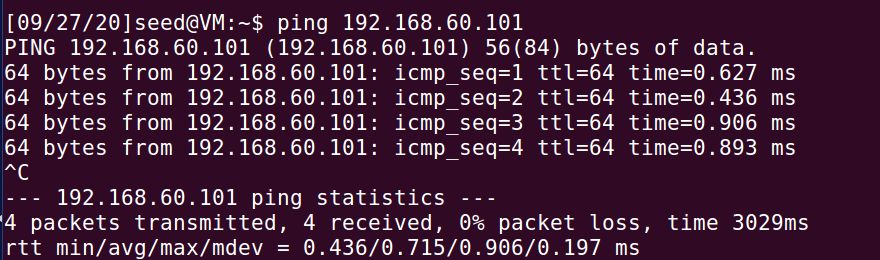 [09/27/20]seed@VM:~$ ping 192.168.60.101
PING 192.168.60.101 (192.168.60.101) 56(84) bytes of data.
64 bytes from 192.168.60.101: icmp_seq=1 ttl=64 time=0.627 ms
64 bytes from 192.168.60.101: icmp_seq=2 ttl=64 time=0.436 ms
64 bytes from 192.168.60.101: icmp_seq=3 ttl=64 time=0.906 ms
64 bytes from 192.168.60.101: icmp_seq=4 ttl=64 time=0.893 ms
^C
--- 192.168.60.101 ping statistics ---
4 packets transmitted, 4 received, 0% packet loss, time 3029ms
rtt min/avg/max/mdev = 0.436/0.715/0.906/0.197 ms